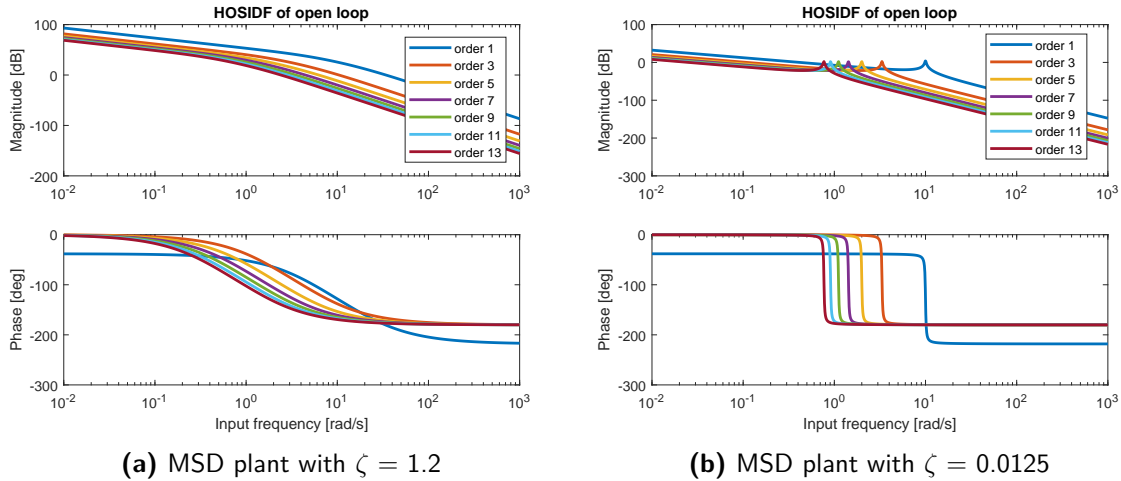 HOSIDF of open loop
Magnitude [dB]
100
0
-100
-200
order 1
order 3
order 5
order 7
order 9
order 11
order 13
10^-2 10^-1 10^0 10^1 10^2 10^3
Phase [deg]
0
-100
-200
-300
10^-2 10^-1 10^0 10^1 10^2 10^3
Input frequency [rad/s]
(a) MSD plant with ζ = 1.2
HOSIDF of open loop
Magnitude [dB]
100
0
-100
-200
-300
order 1
order 3
order 5
order 7
order 9
order 11
order 13
10^-2 10^-1 10^0 10^1 10^2 10^3
Phase [deg]
0
-100
-200
-300
10^-2 10^-1 10^0 10^1 10^2 10^3
Input frequency [rad/s]
(b) MSD plant with ζ = 0.0125